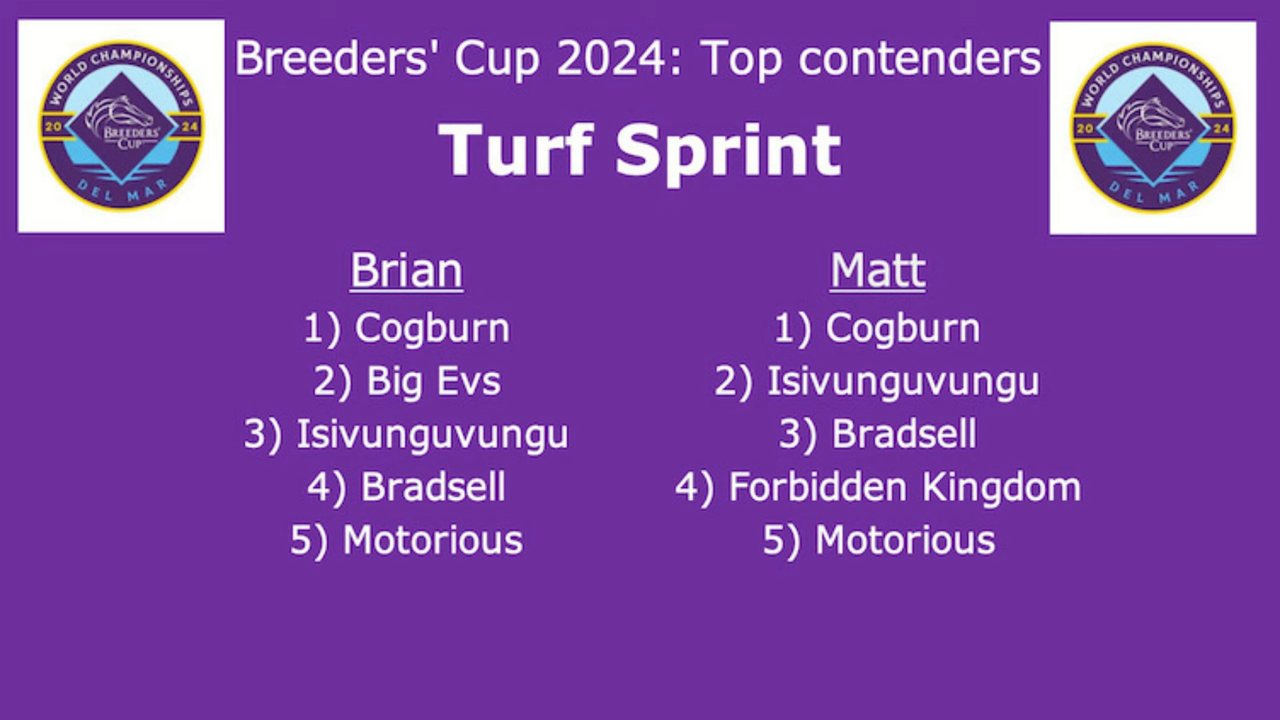 Breeders' Cup 2024: Top contenders
Turf Sprint
WORLD CHAMPIONSHIPS
20 24
BREEDERS'
CUP
DEL MAR
WORLD CHAMPIONSHIPS
20 24
BREEDERS'
CUP
DEL MAR
Brian
1) Cogburn
2) Big Evs
3) Isivunguvungu
4) Bradsell
5) Motorious
Matt
1) Cogburn
2) Isivunguvungu
3) Bradsell
4) Forbidden Kingdom
5) Motorious